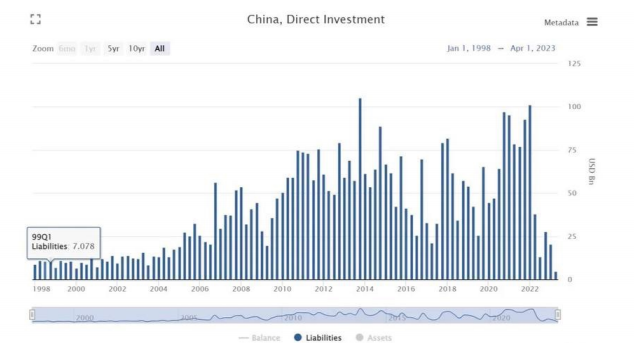 China, Direct Investment
Metadata
Zoom 6mo 1yr 5yr 10yr All
Jan 1, 1998 – Apr 1, 2023
125
100
75
50
25
0
USD Bn
99Q1
Liabilities: 7.078
1998 2000 2002 2004 2006 2008 2010 2012 2014 2016 2018 2020 2022
2000 2005 2010 2015 2020
Balance Liabilities Assets